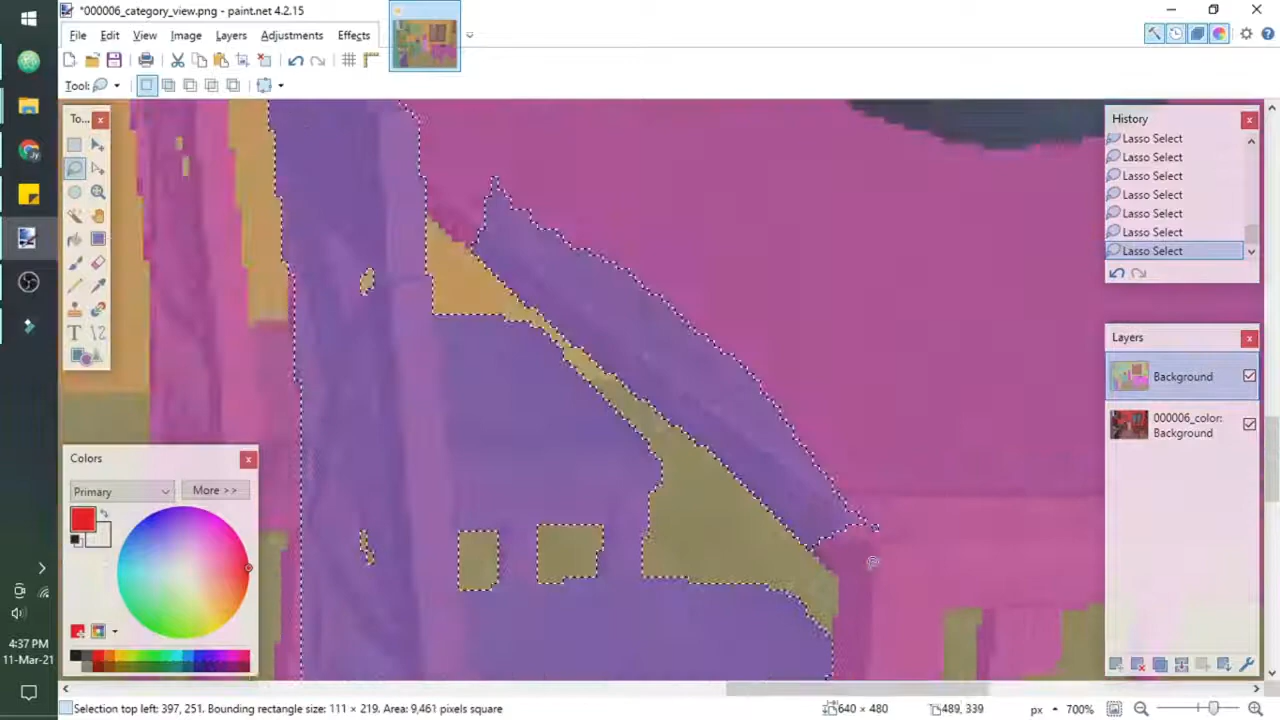 *000006_category_view.png - paint.net 4.2.15
File Edit View Image Layers Adjustments Effects
Tool:
To...
History
Lasso Select
Lasso Select
Lasso Select
Lasso Select
Lasso Select
Lasso Select
Lasso Select
Layers
Background
000006_color:
Background
Colors
Primary
More >>
4:37 PM
11-Mar-21
Selection top left: 397, 251. Bounding rectangle size: 111 × 219. Area: 9,461 pixels square
640 × 480
489, 339
px
700%